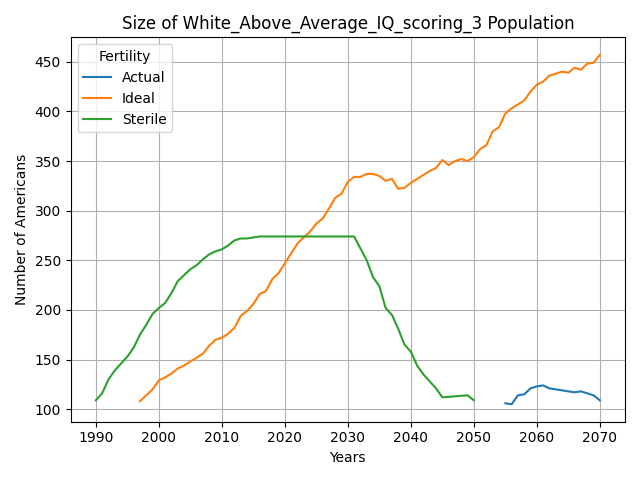 Size of White_Above_Average_IQ_scoring_3 Population
Fertility
Actual
Ideal
Sterile
Number of Americans
450
400
350
300
250
200
150
100
1990 2000 2010 2020 2030 2040 2050 2060 2070
Years